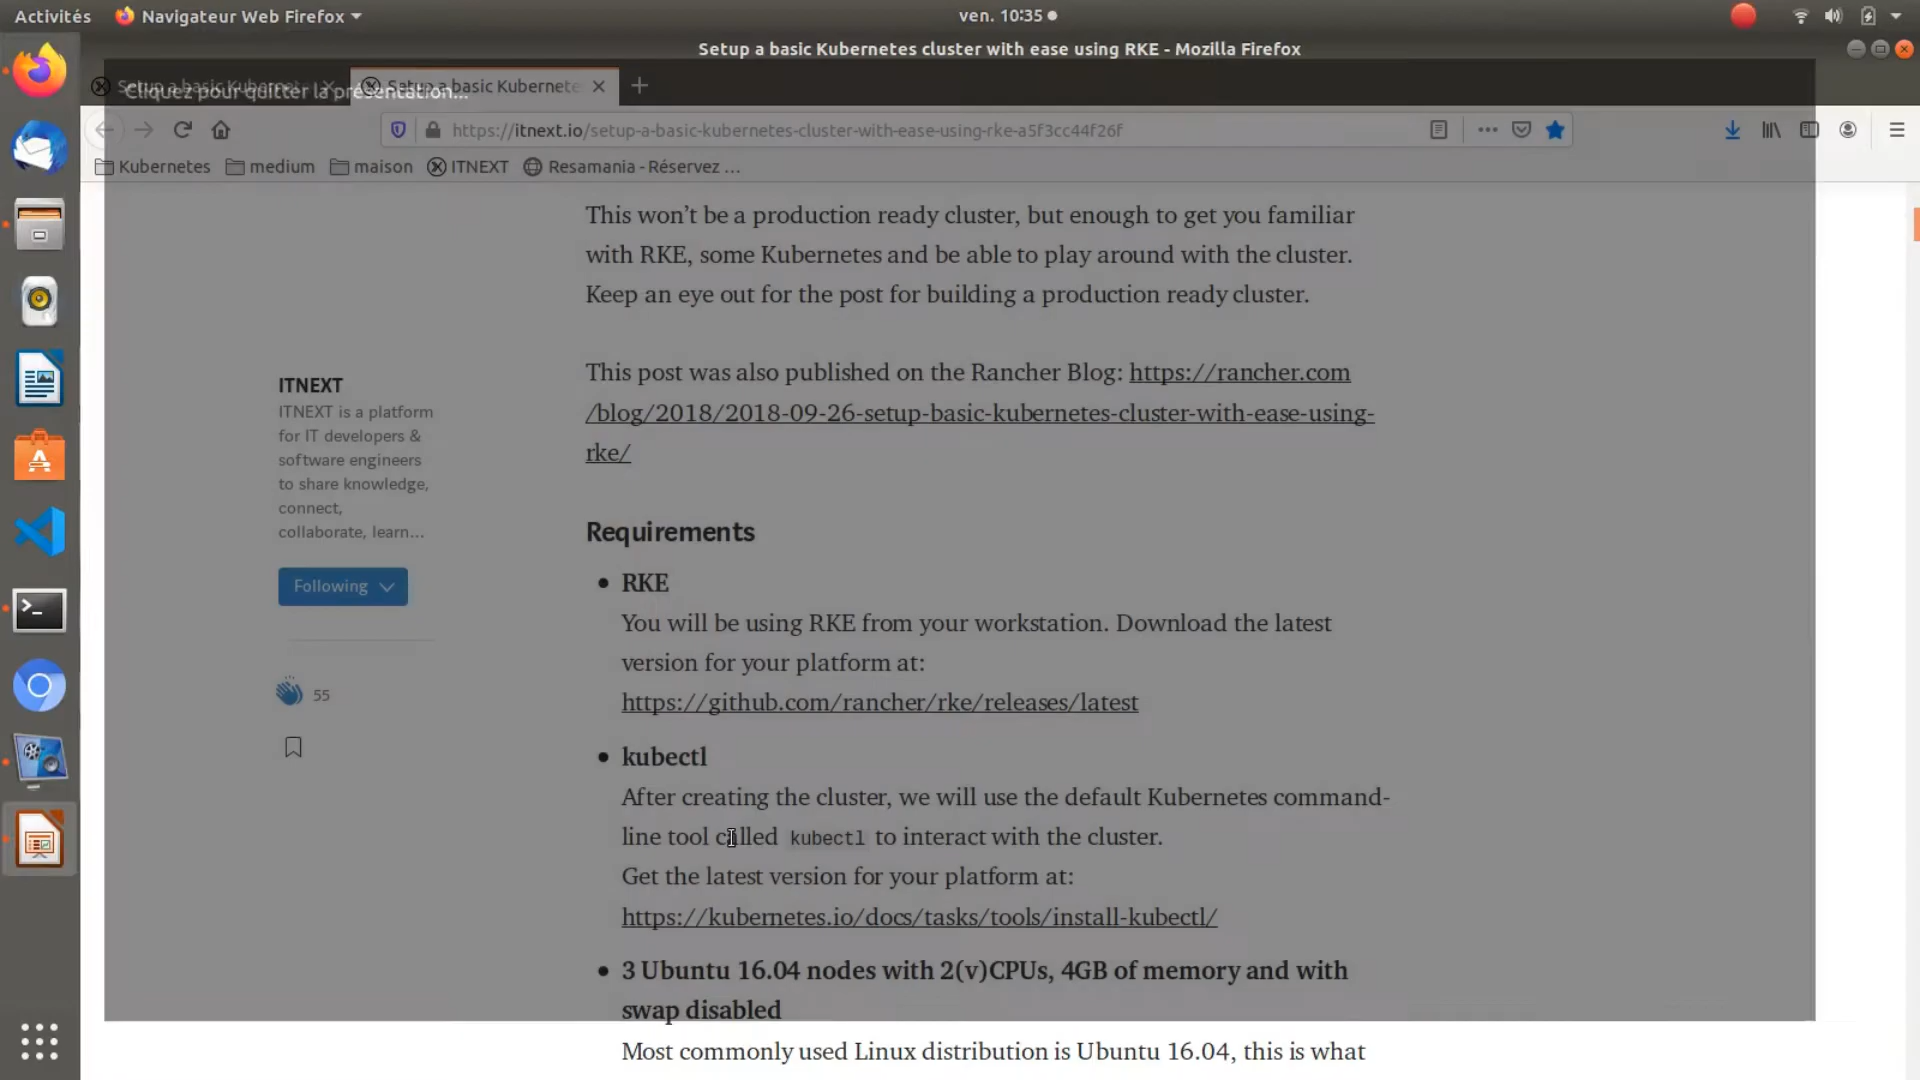 Activités
Navigateur Web Firefox
ven. 10:35
Setup a basic Kubernetes cluster with ease using RKE - Mozilla Firefox
Setup a basic Kubernet
Cliquez pour quitter la présentation...
Setup a basic Kubernete
https://itnext.io/setup-a-basic-kubernetes-cluster-with-ease-using-rke-a5f3cc44f26f
Kubernetes
medium
maison
ITNEXT
Resamania - Réservez ...
This won’t be a production ready cluster, but enough to get you familiar
with RKE, some Kubernetes and be able to play around with the cluster.
Keep an eye out for the post for building a production ready cluster.
This post was also published on the Rancher Blog: https://rancher.com
/blog/2018/2018-09-26-setup-basic-kubernetes-cluster-with-ease-using-
rke/
ITNEXT
ITNEXT is a platform
for IT developers &
software engineers
to share knowledge,
connect,
collaborate, learn...
Following
55
Requirements
• RKE
You will be using RKE from your workstation. Download the latest
version for your platform at:
https://github.com/rancher/rke/releases/latest
• kubectl
After creating the cluster, we will use the default Kubernetes command-
line tool called kubectl to interact with the cluster.
Get the latest version for your platform at:
https://kubernetes.io/docs/tasks/tools/install-kubectl/
• 3 Ubuntu 16.04 nodes with 2(v)CPUs, 4GB of memory and with
swap disabled
Most commonly used Linux distribution is Ubuntu 16.04, this is what